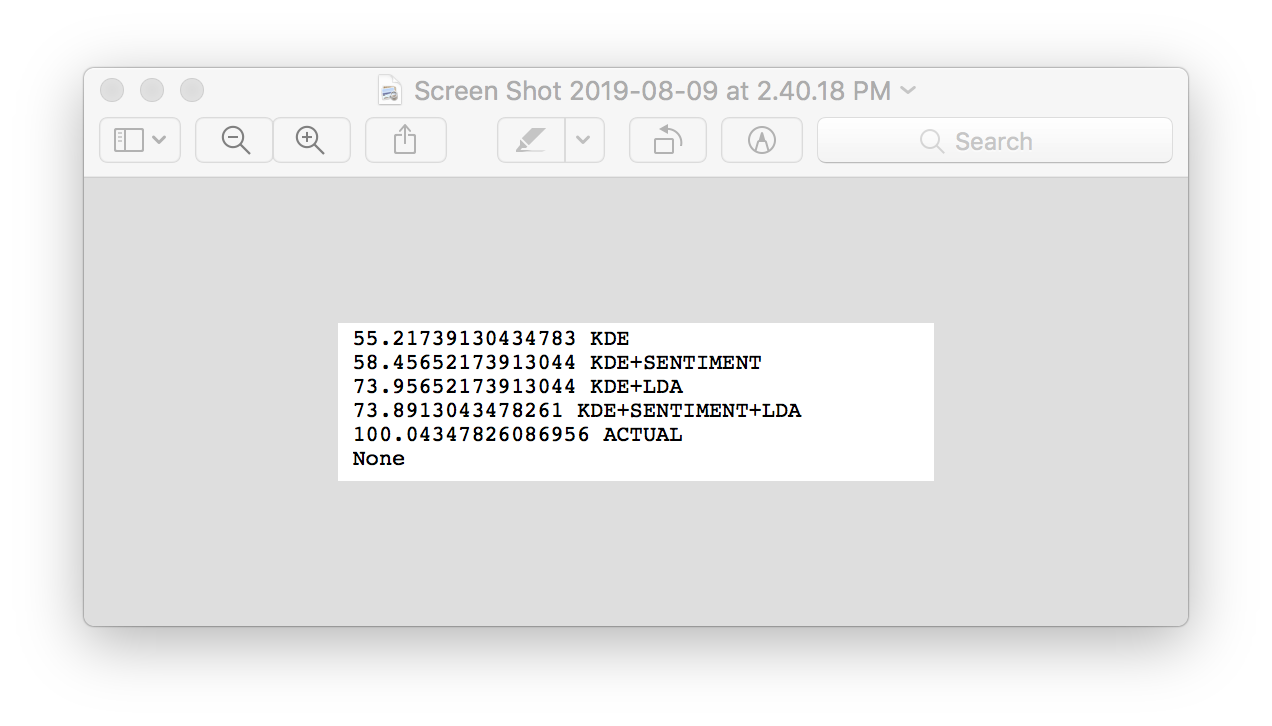 Screen Shot 2019-08-09 at 2.40.18 PM
Search
55.21739130434783 KDE
58.45652173913044 KDE+SENTIMENT
73.95652173913044 KDE+LDA
73.8913043478261 KDE+SENTIMENT+LDA
100.04347826086956 ACTUAL
None